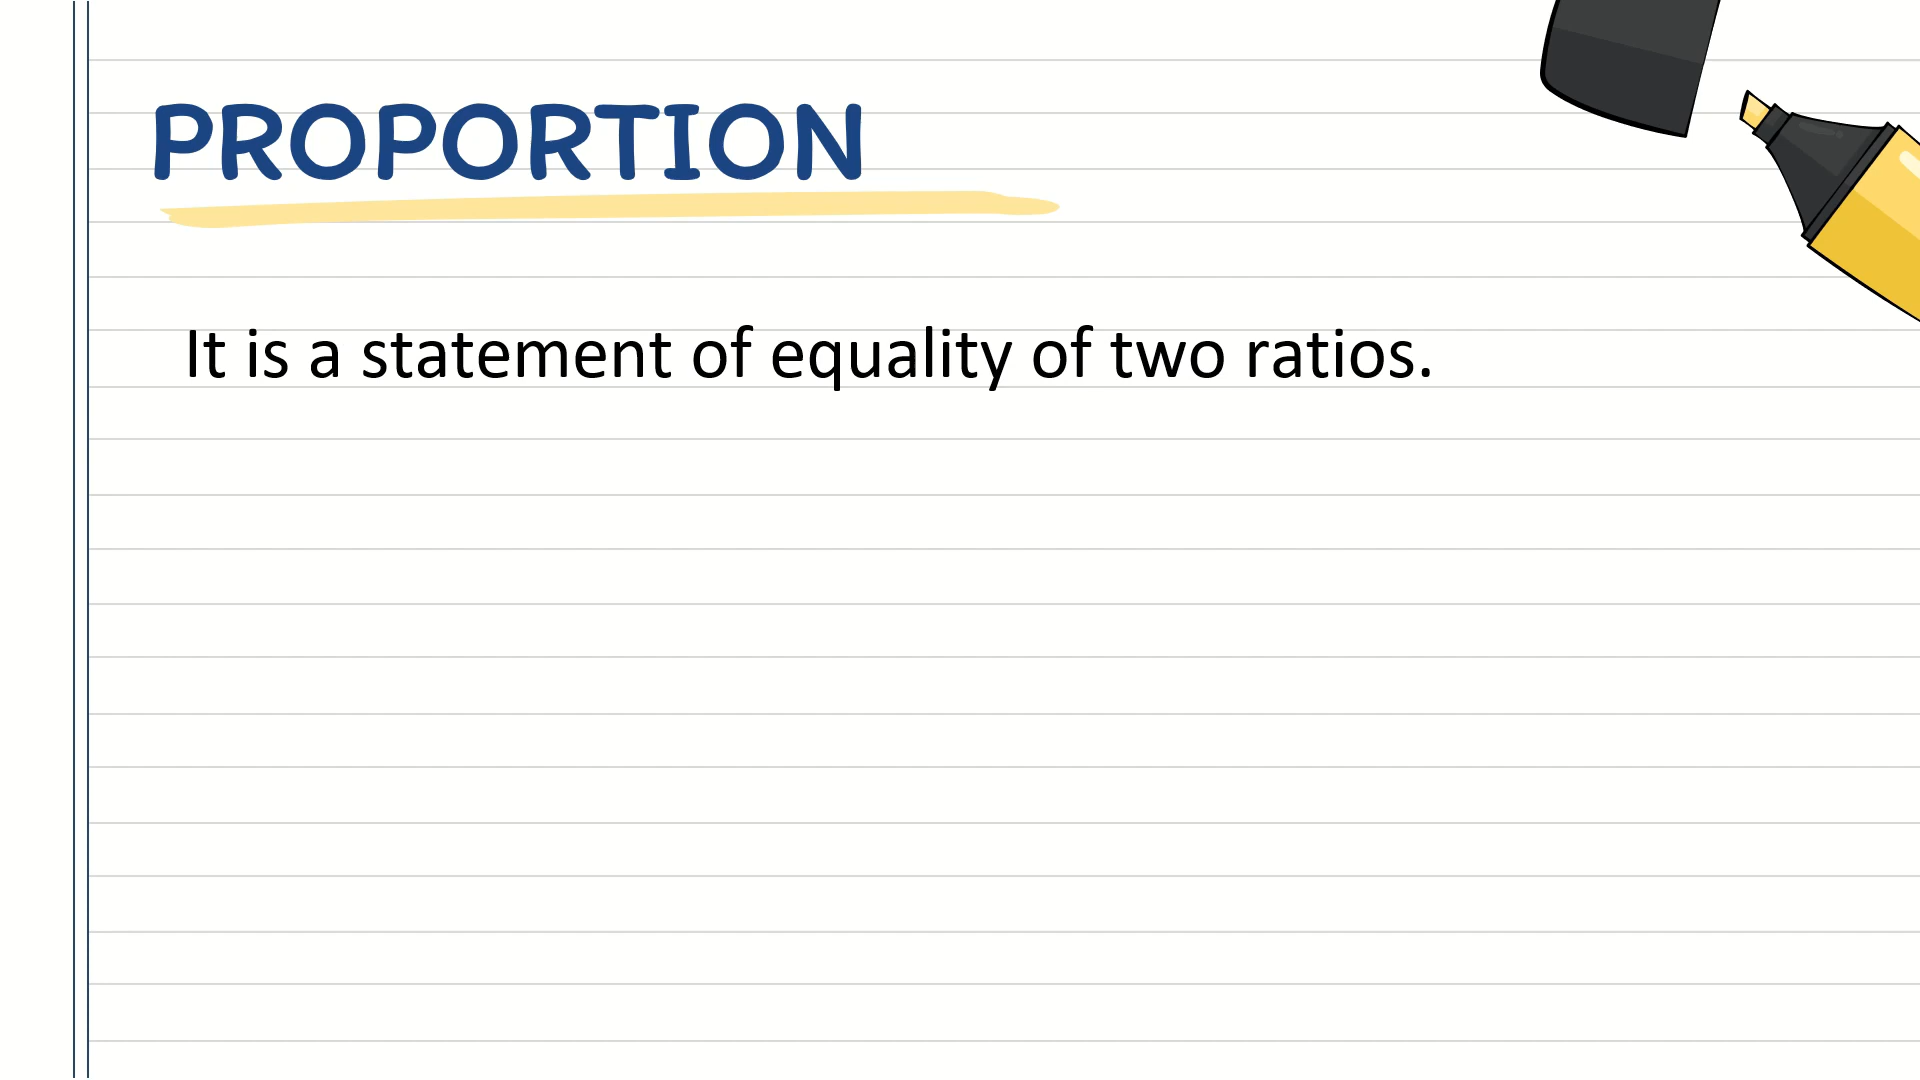 PROPORTION
It is a statement of equality of two ratios.